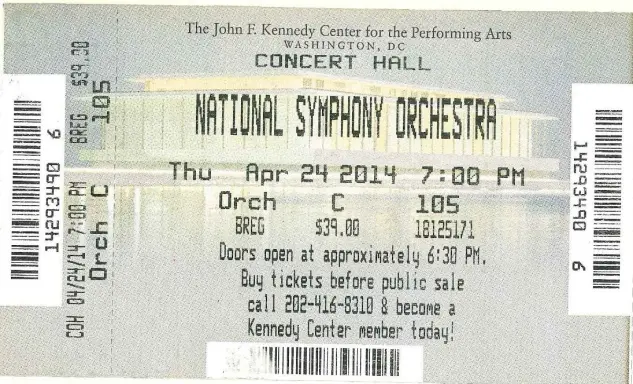 The John F. Kennedy Center for the Performing Arts
WASHINGTON, DC
CONCERT HALL
NATIONAL SYMPHONY ORCHESTRA
Thu Apr 24 2014 7:00 PM
Orch C 105
BREG $39.00 18125171
Doors open at approximately 6:30 PM.
Buy tickets before public sale
call 202-416-8310 & become a
Kennedy Center member today!
14293490 6
COH 04/24/14 7:00 PM BREG $39.00
Orch C 105
14293490 6